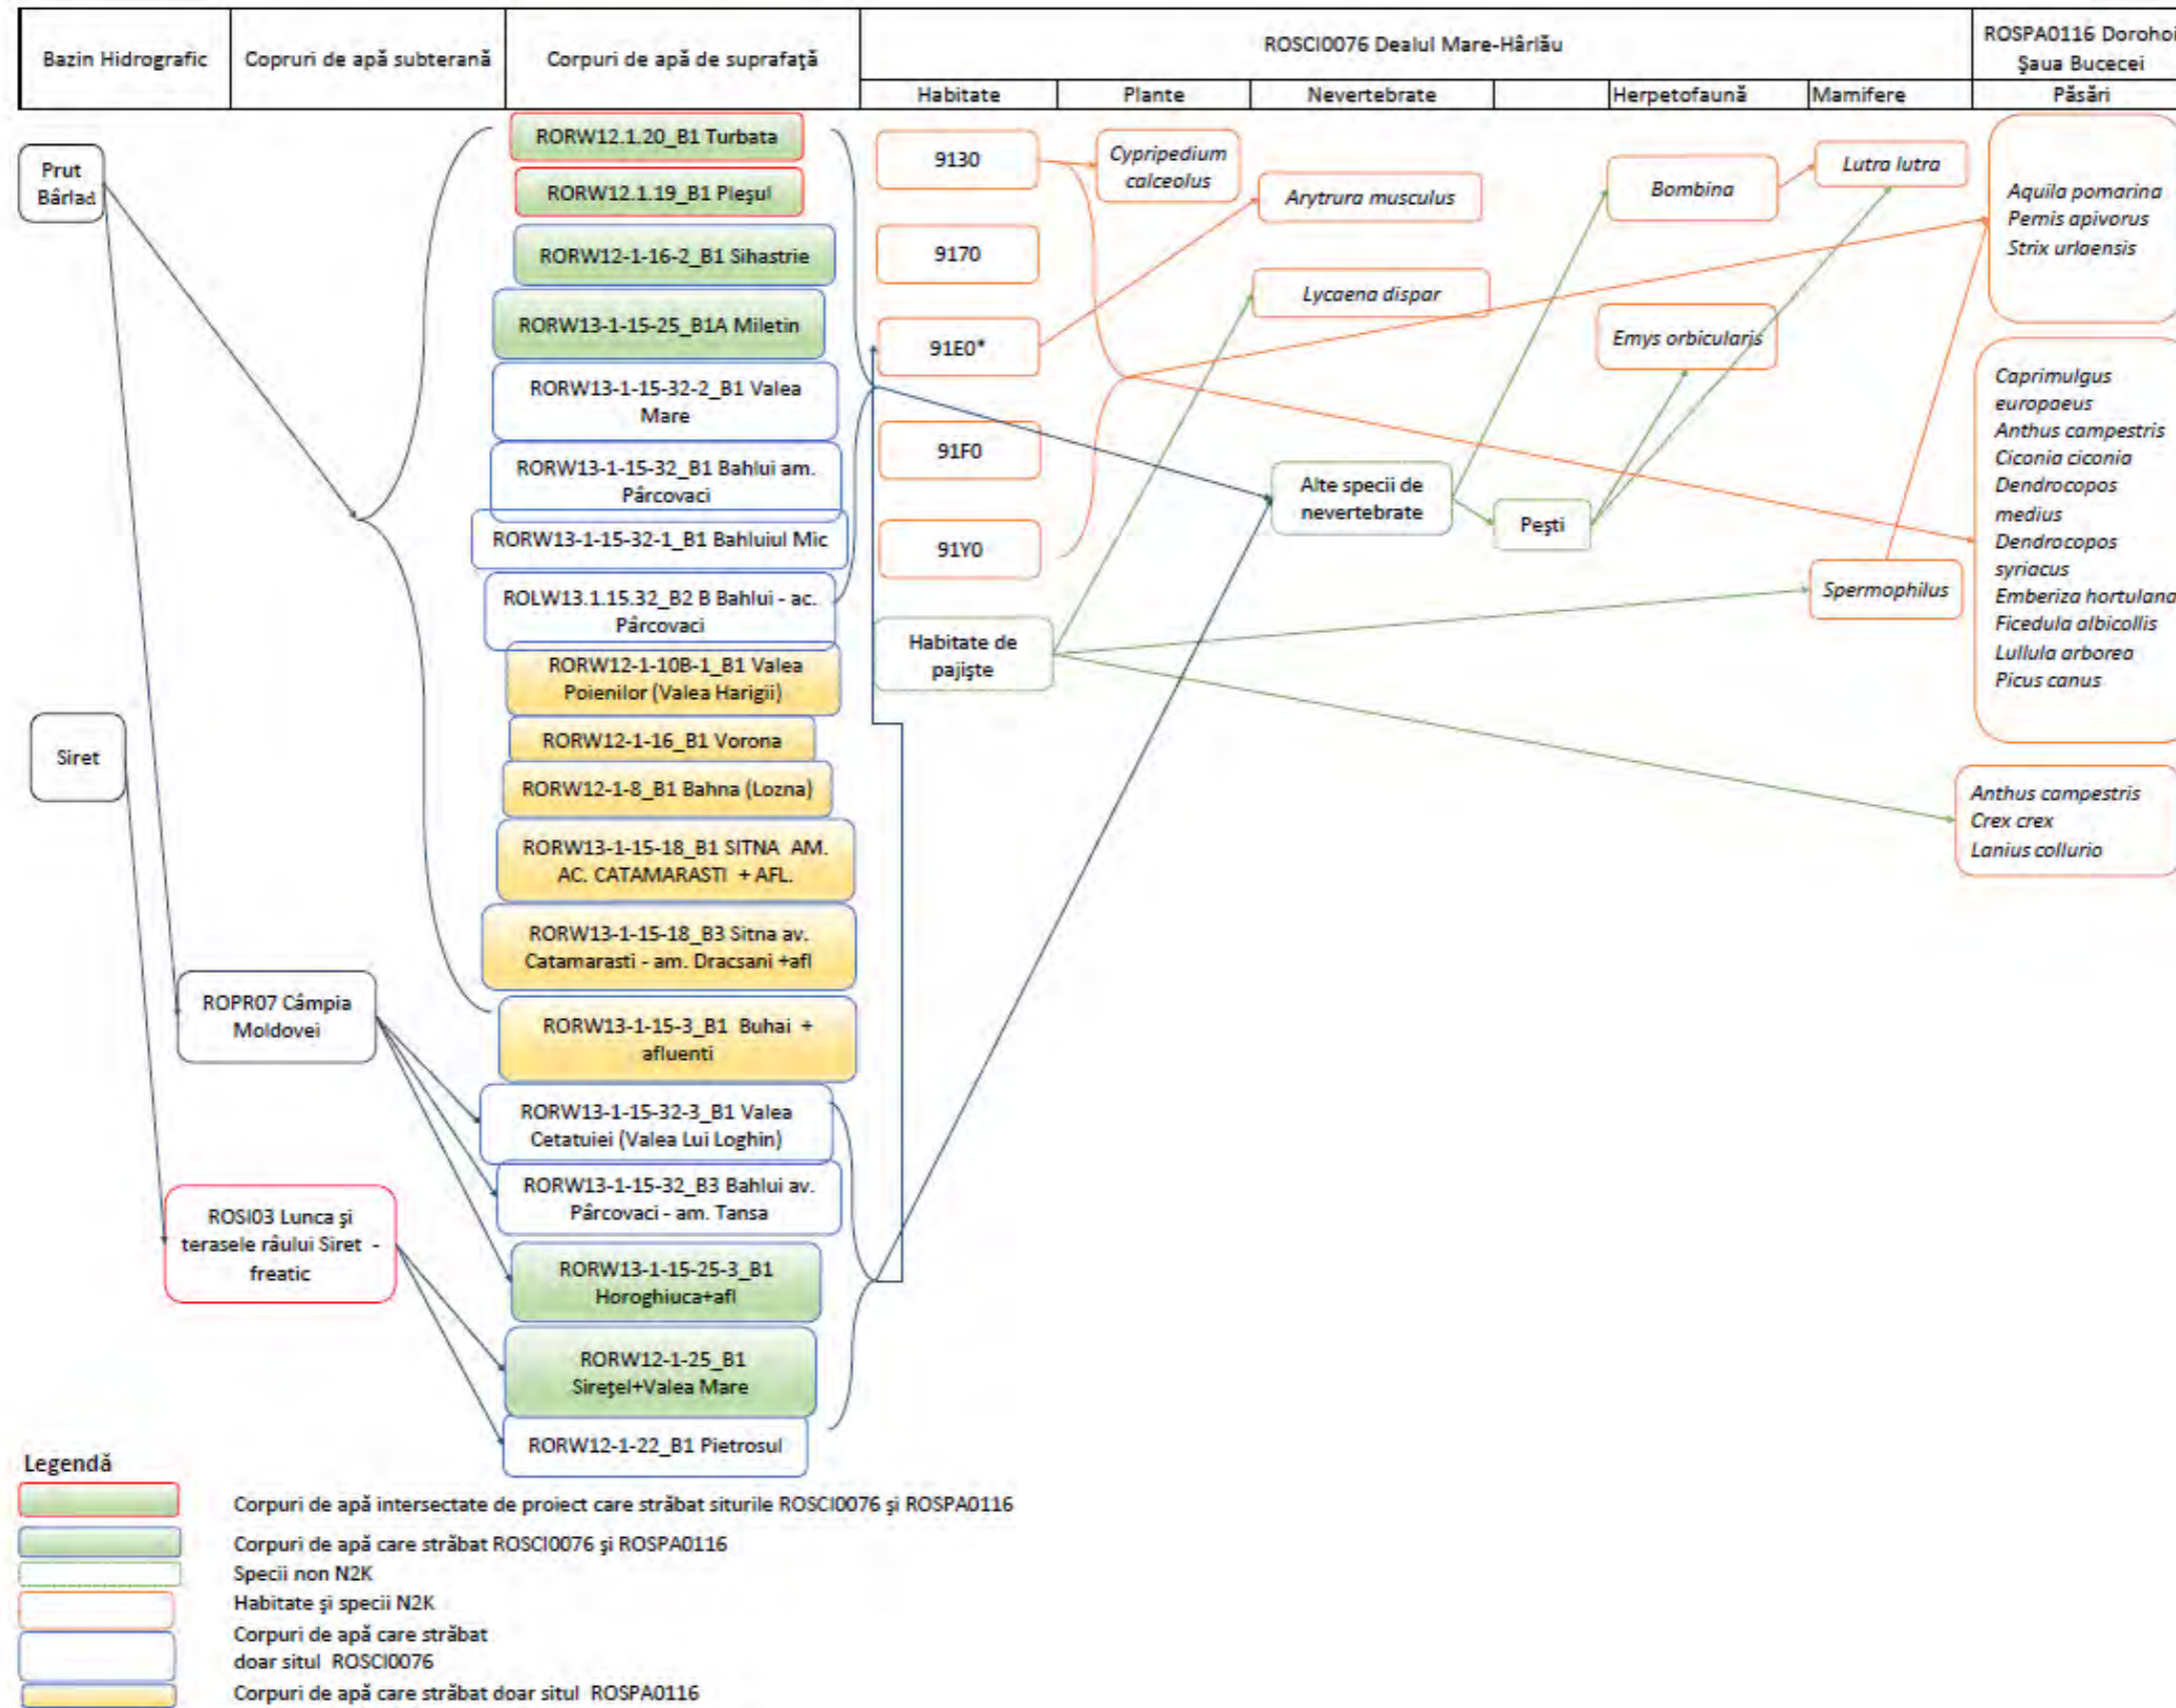 Bazin Hidrografic
Copruri de apă subterană
Corpuri de apă de suprafaţă
ROSCI0076 Dealul Mare-Hârlău
ROSPA0116 Dorohoi
Şaua Bucecei
Habitate
Plante
Nevertebrate
Herpetofaună
Mamifere
Păsări
Prut
Bârlad
Siret
ROPR07 Câmpia
Moldovei
ROSI03 Lunca şi
terasele râului Siret -
freatic
RORW12.1.20_B1 Turbata
RORW12.1.19_B1 Pleşul
RORW12-1-16-2_B1 Sihastrie
RORW13-1-15-25_B1A Miletin
RORW13-1-15-32-2_B1 Valea
Mare
RORW13-1-15-32_B1 Bahlui am.
Pârcovaci
RORW13-1-15-32-1_B1 Bahluiul Mic
ROLW13.1.15.32_B2 B Bahlui - ac.
Pârcovaci
RORW12-1-10B-1_B1 Valea
Poienilor (Valea Harigii)
RORW12-1-16_B1 Vorona
RORW12-1-8_B1 Bahna (Lozna)
RORW13-1-15-18_B1 SITNA AM.
AC. CATAMARASTI + AFL.
RORW13-1-15-18_B3 Sitna av.
Catamarasti - am. Dracsani +afl
RORW13-1-15-3_B1 Buhai +
afluenti
RORW13-1-15-32-3_B1 Valea
Cetatuiei (Valea Lui Loghin)
RORW13-1-15-32_B3 Bahlui av.
Pârcovaci - am. Tansa
RORW13-1-15-25-3_B1
Horoghiuca+afl
RORW12-1-25_B1
Sireţel+Valea Mare
RORW12-1-22_B1 Pietrosul
9130
9170
91E0*
91F0
91Y0
Habitate de
pajişte
Cypripedium
calceolus
Arytrura musculus
Lycaena dispar
Alte specii de
nevertebrate
Peşti
Bombina
Emys orbicularis
Lutra lutra
Spermophilus
Aquila pomarina
Pernis apivorus
Strix urlaensis
Caprimulgus
europaeus
Anthus campestris
Ciconia ciconia
Dendrocopos
medius
Dendrocopos
syriacus
Emberiza hortulana
Ficedula albicollis
Lullula arborea
Picus canus
Anthus campestris
Crex crex
Lanius collurio
Legendă
Corpuri de apă intersectate de proiect care străbat siturile ROSCI0076 şi ROSPA0116
Corpuri de apă care străbat ROSCI0076 şi ROSPA0116
Specii non N2K
Habitate şi specii N2K
Corpuri de apă care străbat
doar situl ROSCI0076
Corpuri de apă care străbat doar situl ROSPA0116